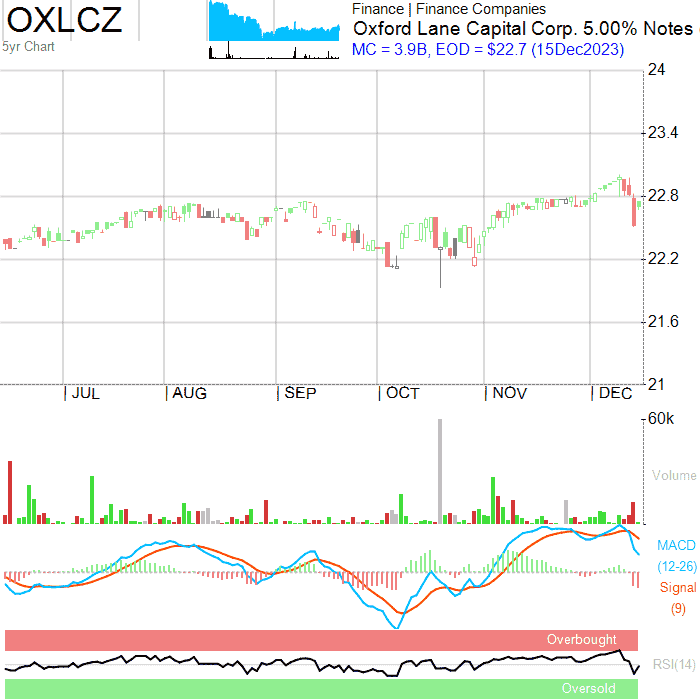 OXLCZ
5yr Chart
Finance | Finance Companies
Oxford Lane Capital Corp. 5.00% Notes
MC = 3.9B, EOD = $22.7 (15Dec2023)
24
23.4
22.8
22.2
21.6
21
JUL AUG SEP OCT NOV DEC
60k
Volume
MACD
(12-26)
Signal
(9)
Overbought
RSI(14)
Oversold